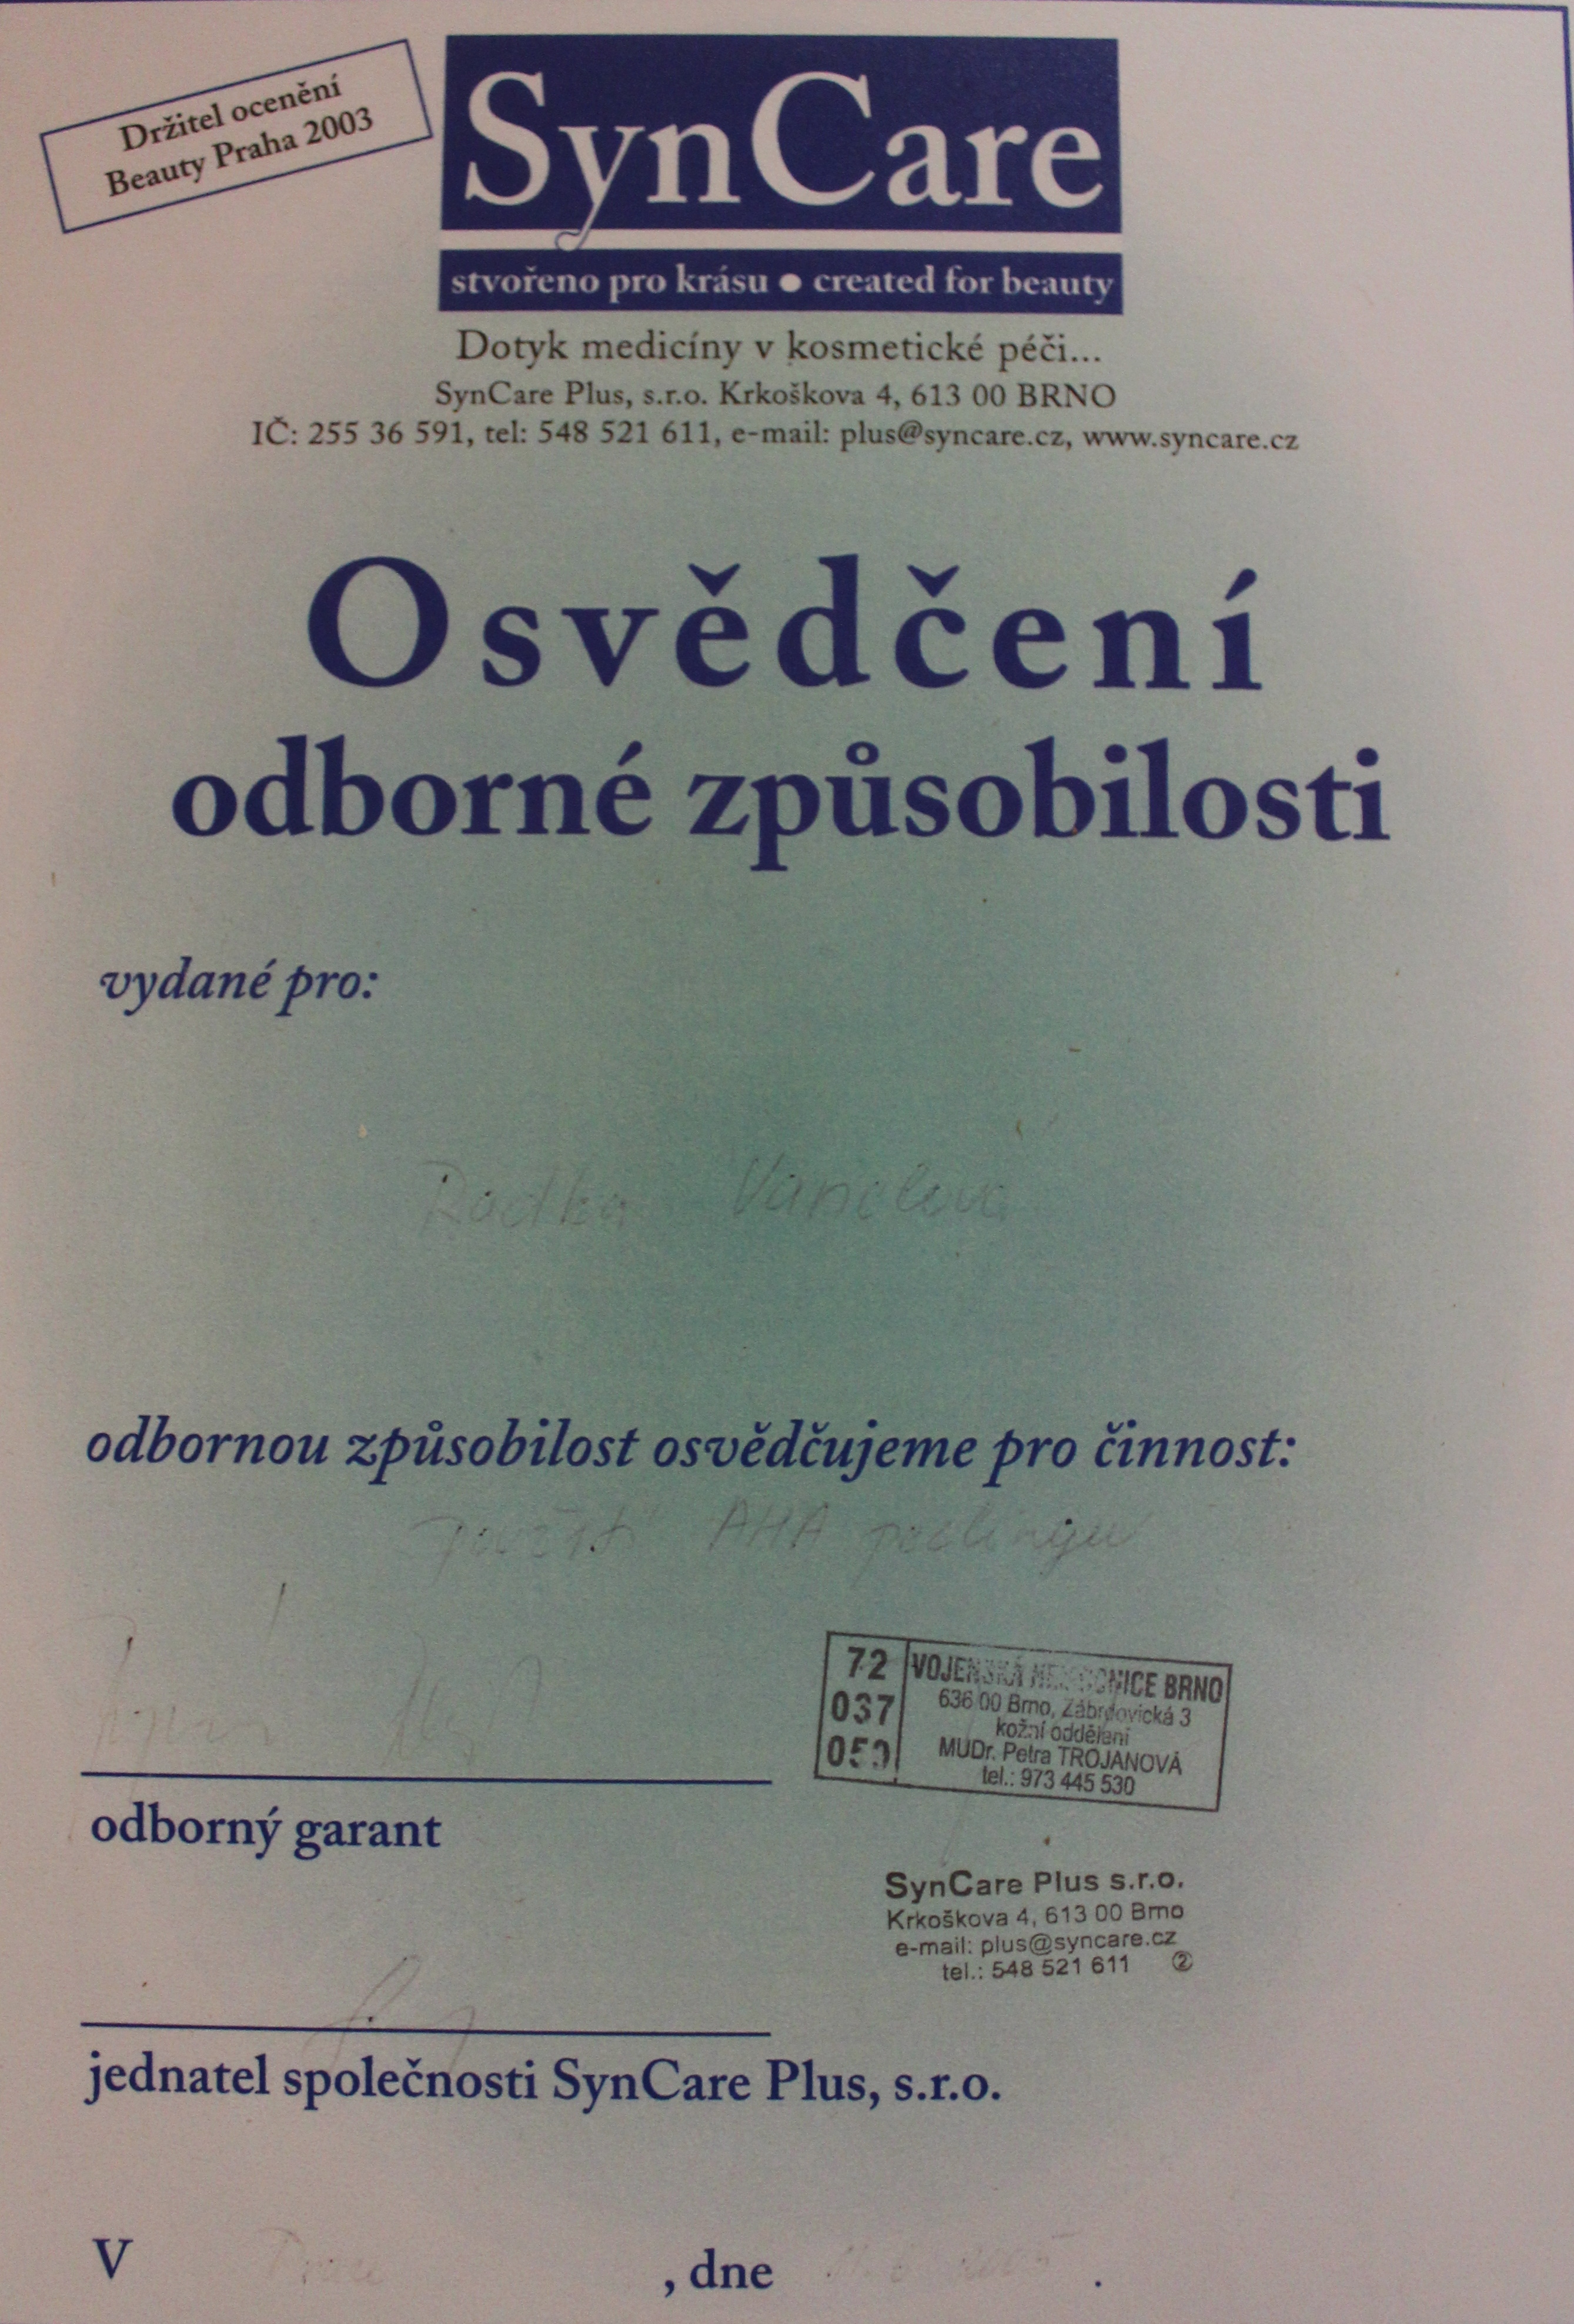 Držitel ocenění
Beauty Praha 2003
SynCare
stvořeno pro krásu ● created for beauty
Dotyk medicíny v kosmetické péči...
SynCare Plus, s.r.o. Krkoškova 4, 613 00 BRNO
IČ: 255 36 591, tel: 548 521 611, e-mail: plus@syncare.cz, www.syncare.cz
Osvědčení
odborné způsobilosti
vydané pro:
Radka
odbornou způsobilost osvědčujeme pro činnost:
AHA peelingu
72
037
VOJENSKÁ NEMOCNICE BRNO
636 00 Brno, Zábrdovická 3
kožní oddělení
MUDr. Petra TROJANOVÁ
tel.: 973 445 530
odborný garant
SynCare Plus s.r.o.
Krkoškova 4, 613 00 Brno
e-mail: plus@syncare.cz
tel.: 548 521 611 ②
jednatel společnosti SynCare Plus, s.r.o.
V , dne .